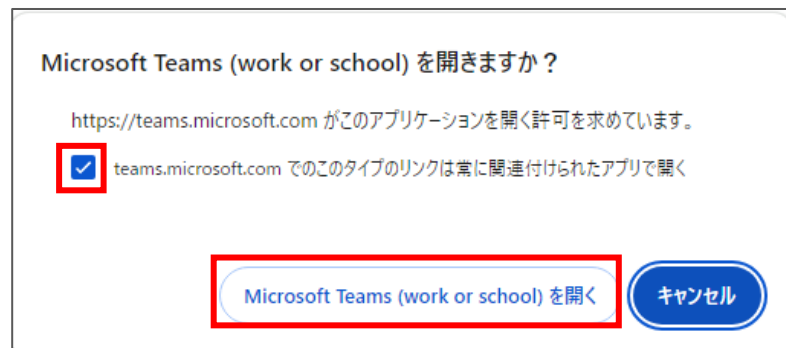 Microsoft Teams (work or school) を開きますか？
https://teams.microsoft.com がこのアプリケーションを開く許可を求めています。
teams.microsoft.com でのこのタイプのリンクは常に関連付けられたアプリで開く
Microsoft Teams (work or school) を開く
キャンセル